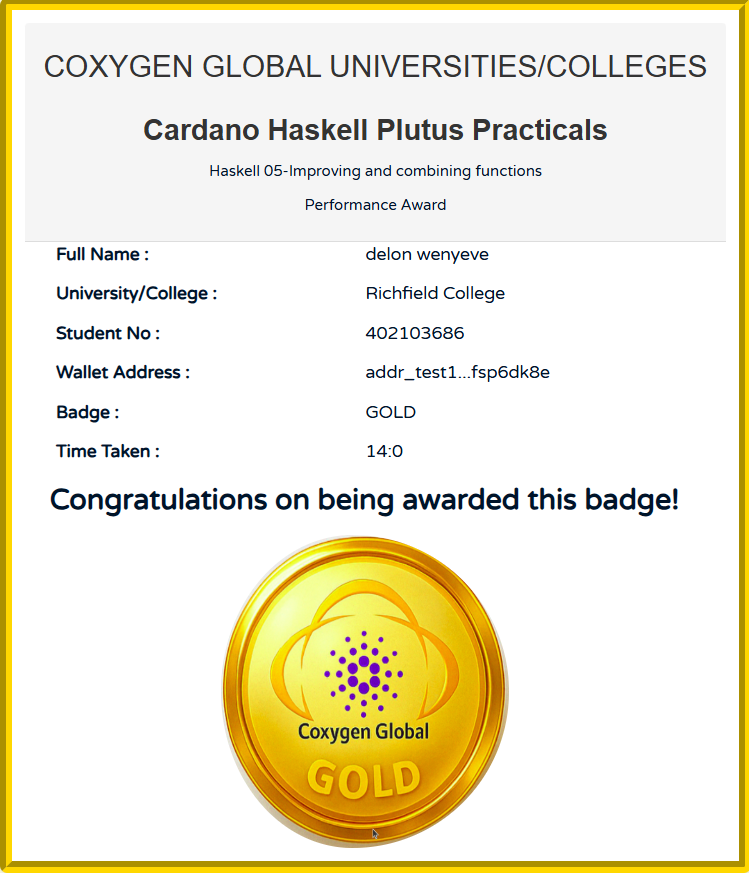 COXYGEN GLOBAL UNIVERSITIES/COLLEGES
Cardano Haskell Plutus Practicals
Haskell 05-Improving and combining functions
Performance Award
Full Name : delon wenyeve
University/College : Richfield College
Student No : 402103686
Wallet Address : addr_test1...fsp6dk8e
Badge : GOLD
Time Taken : 14:0
Congratulations on being awarded this badge!
Coxygen Global
GOLD